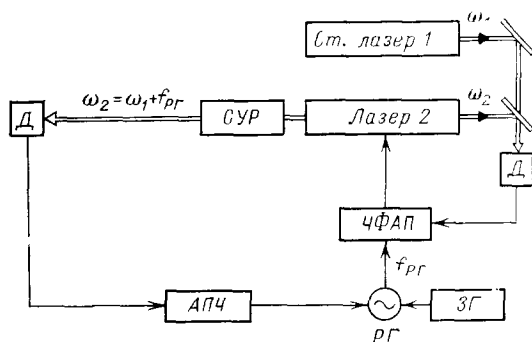 Ст. лазер 1
ω₁
ω₂ = ω₁ + f_РГ
Д
СУР
Лазер 2
ω₂
Д
ЧФАП
f_РГ
АПЧ
РГ
ЗГ